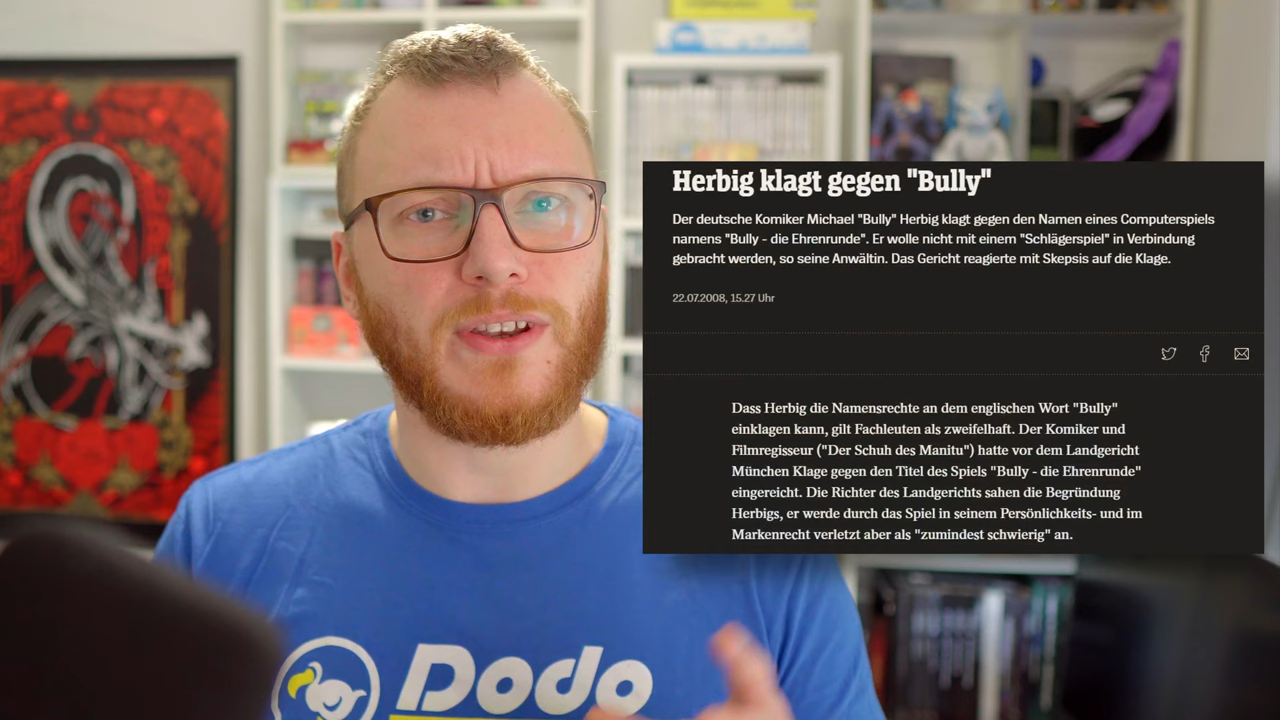 Herbig klagt gegen "Bully"
Der deutsche Komiker Michael "Bully" Herbig klagt gegen den Namen eines Computerspiels
namens "Bully - die Ehrenrunde". Er wolle nicht mit einem "Schlägerspiel" in Verbindung
gebracht werden, so seine Anwältin. Das Gericht reagierte mit Skepsis auf die Klage.
22.07.2008, 15.27 Uhr
Dass Herbig die Namensrechte an dem englischen Wort "Bully"
einklagen kann, gilt Fachleuten als zweifelhaft. Der Komiker und
Filmregisseur ("Der Schuh des Manitu") hatte vor dem Landgericht
München Klage gegen den Titel des Spiels "Bully - die Ehrenrunde"
eingereicht. Die Richter des Landgerichts sahen die Begründung
Herbigs, er werde durch das Spiel in seinem Persönlichkeits- und im
Markenrecht verletzt aber als "zumindest schwierig" an.
Dodo